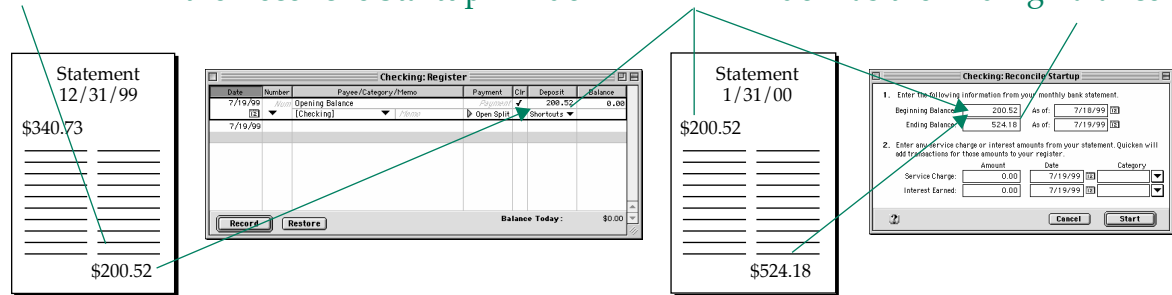 Statement
12/31/99
$340.73
$200.52
Checking: Register
Date Number Payee/Category/Memo Payment Clr Deposit Balance
7/19/99 Num Opening Balance Payment ✓ 200.52 0.00
[Checking] Memo Open Split Shortcuts
7/19/99
Balance Today: $0.00
Record Restore
Statement
1/31/00
$200.52
$524.18
Checking: Reconcile Startup
1. Enter the following information from your monthly bank statement.
Beginning Balance: 200.52 As of: 7/18/99
Ending Balance: 524.18 As of: 7/19/99
2. Enter any service charge or interest amounts from your statement. Quicken will
add transactions for those amounts to your register.
Amount Date Category
Service Charge: 0.00 7/19/99
Interest Earned: 0.00 7/19/99
Cancel Start